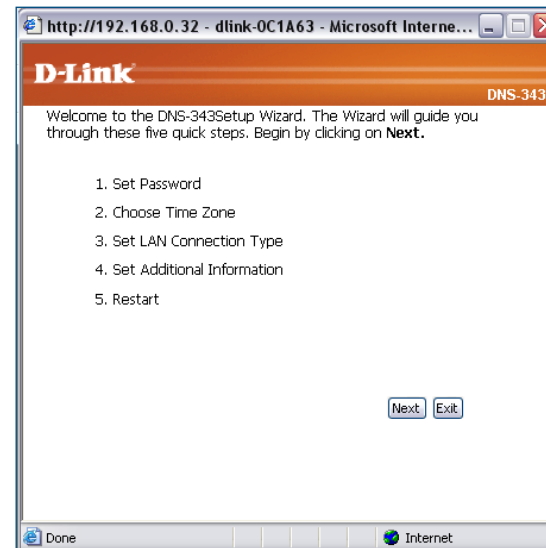 http://192.168.0.32 - dlink-0C1A63 - Microsoft Interne...
D-Link
DNS-343
Welcome to the DNS-343Setup Wizard. The Wizard will guide you
through these five quick steps. Begin by clicking on Next.
1. Set Password
2. Choose Time Zone
3. Set LAN Connection Type
4. Set Additional Information
5. Restart
Next Exit
Done Internet